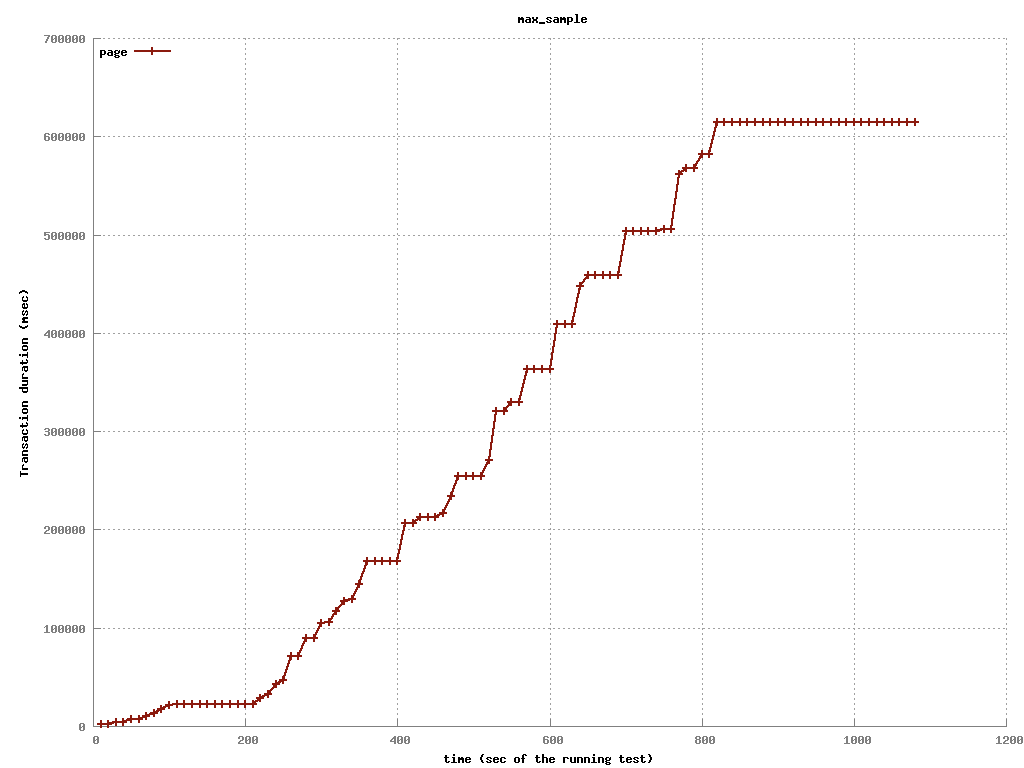 max_sample
700000
page
600000
500000
400000
300000
200000
100000
0
Transaction duration (msec)
0 200 400 600 800 1000 1200
time (sec of the running test)